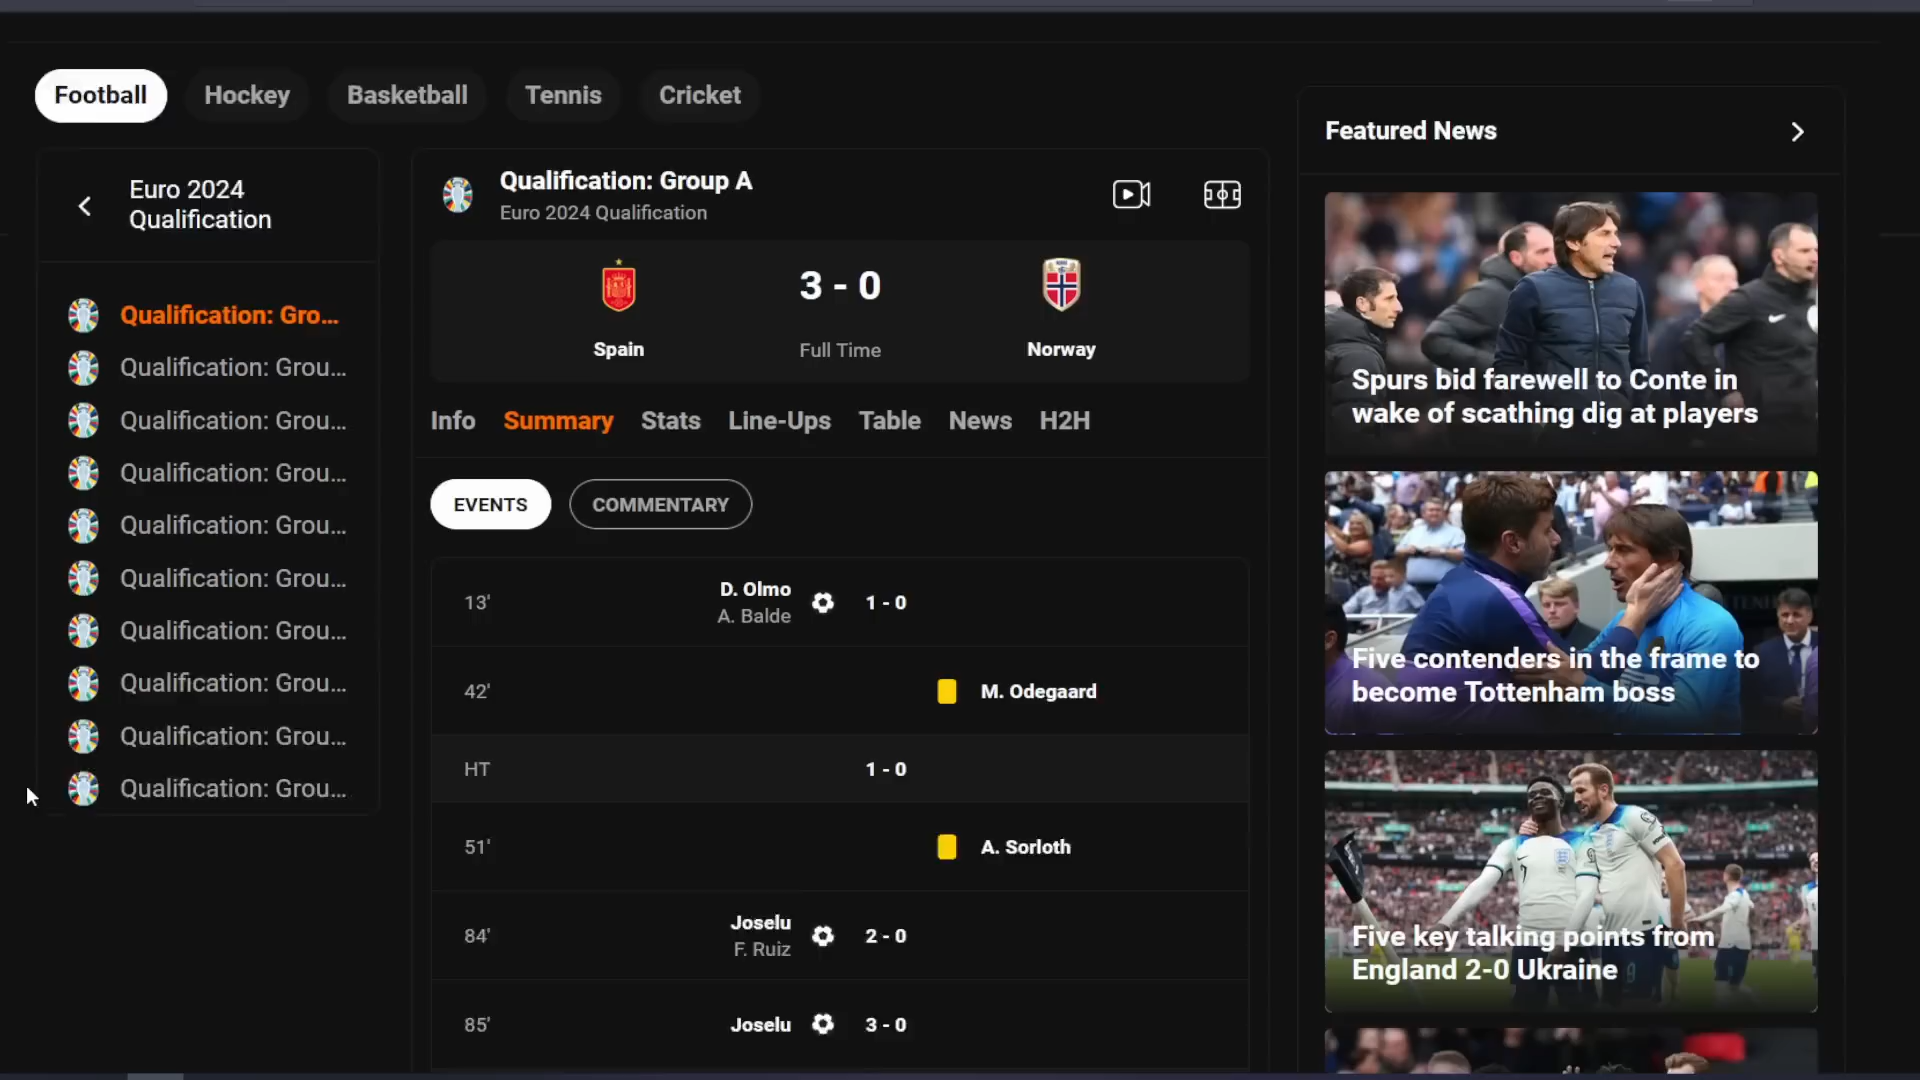 Football
Hockey
Basketball
Tennis
Cricket
Euro 2024
Qualification
Qualification: Gro...
Qualification: Grou...
Qualification: Grou...
Qualification: Grou...
Qualification: Grou...
Qualification: Grou...
Qualification: Grou...
Qualification: Grou...
Qualification: Grou...
Qualification: Grou...
Qualification: Group A
Euro 2024 Qualification
3 - 0
Spain
Full Time
Norway
Info
Summary
Stats
Line-Ups
Table
News
H2H
EVENTS
COMMENTARY
13'
D. Olmo
A. Balde
1 - 0
42'
M. Odegaard
HT
1 - 0
51'
A. Sorloth
84'
Joselu
F. Ruiz
2 - 0
85'
Joselu
3 - 0
Featured News
Spurs bid farewell to Conte in
wake of scathing dig at players
Five contenders in the frame to
become Tottenham boss
Five key talking points from
England 2-0 Ukraine